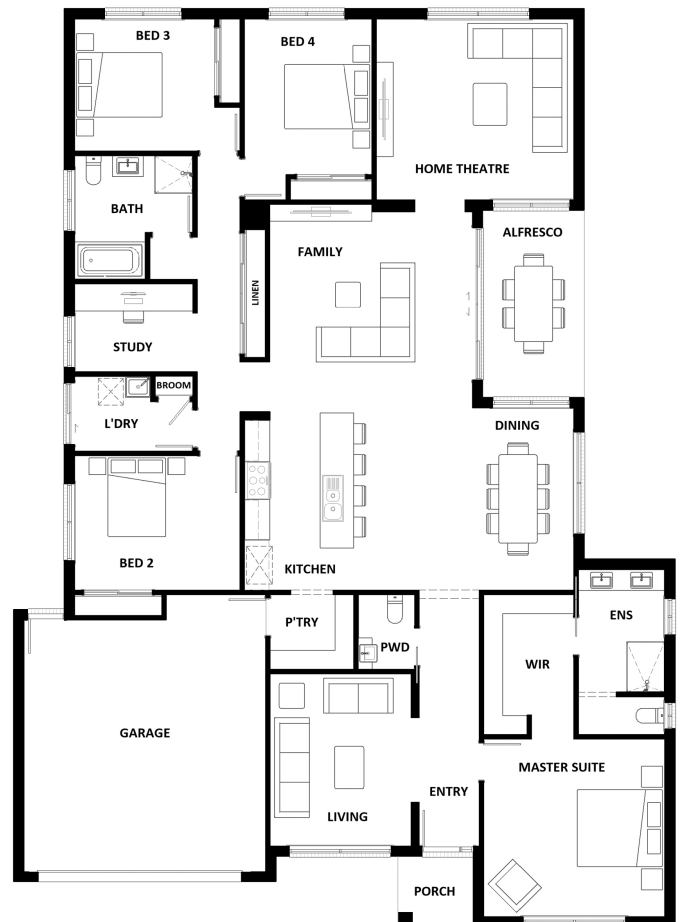 BED 3
BED 4
HOME THEATRE
BATH
FAMILY
ALFRESCO
LINEN
STUDY
BROOM
L'DRY
DINING
BED 2
KITCHEN
P'TRY
PWD
ENS
WIR
GARAGE
MASTER SUITE
ENTRY
LIVING
PORCH